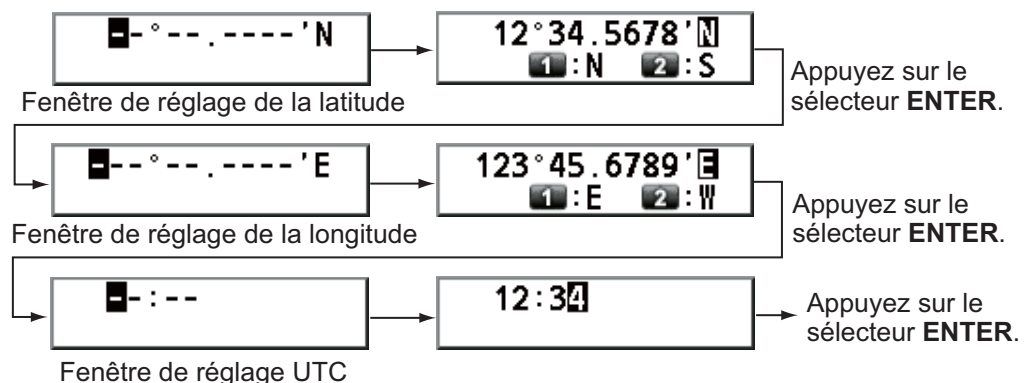 --°--.----'N
12°34.5678'N
1:N 2:S
Fenêtre de réglage de la latitude
Appuyez sur le
sélecteur ENTER.
---°--.----'E
123°45.6789'E
1:E 2:W
Fenêtre de réglage de la longitude
Appuyez sur le
sélecteur ENTER.
--:--
12:34
Appuyez sur le
sélecteur ENTER.
Fenêtre de réglage UTC